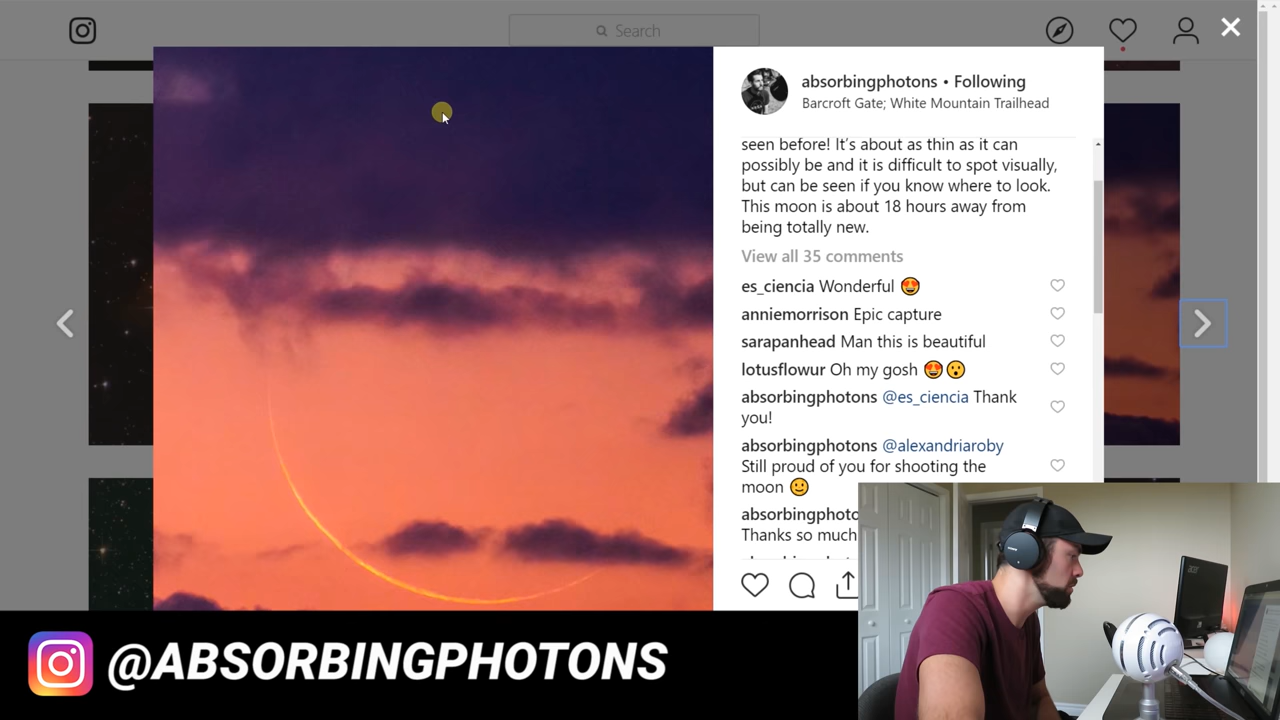 Search
absorbingphotons • Following
Barcroft Gate; White Mountain Trailhead
seen before! It's about as thin as it can
possibly be and it is difficult to spot visually,
but can be seen if you know where to look.
This moon is about 18 hours away from
being totally new.
View all 35 comments
es_ciencia Wonderful 😍
anniemorrison Epic capture
sarapanhead Man this is beautiful
lotusflowur Oh my gosh 😍😮
absorbingphotons @es_ciencia Thank
you!
absorbingphotons @alexandriaroby
Still proud of you for shooting the
moon 🙂
absorbingphoto
Thanks so much
@ABSORBINGPHOTONS
acer